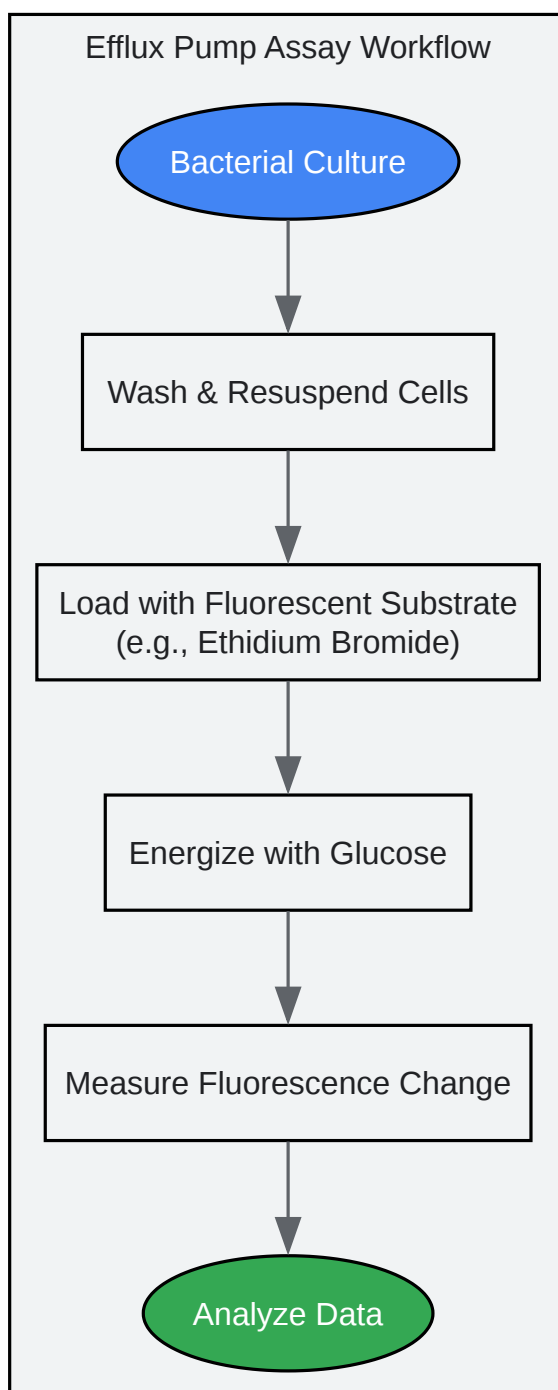 Efflux Pump Assay Workflow
Bacterial Culture
Wash & Resuspend Cells
Load with Fluorescent Substrate
(e.g., Ethidium Bromide)
Energize with Glucose
Measure Fluorescence Change
Analyze Data